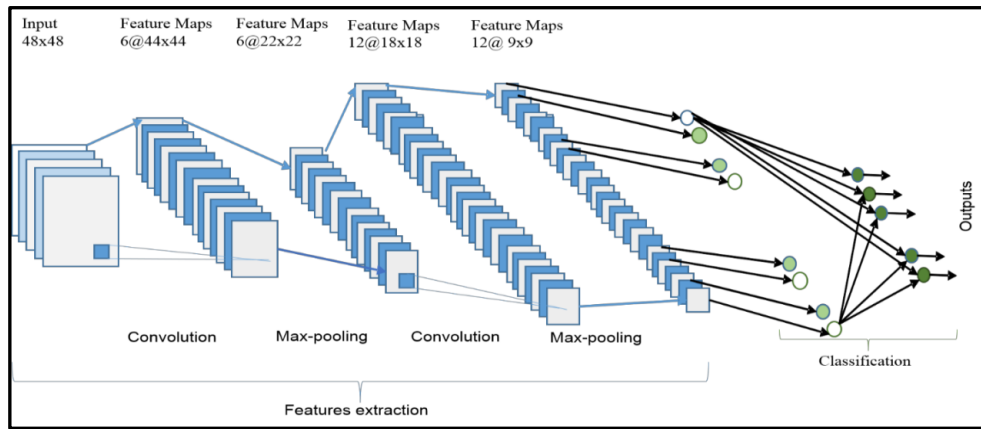 Input
48x48
Feature Maps
6@44x44
Feature Maps
6@22x22
Feature Maps
12@18x18
Feature Maps
12@ 9x9
Convolution
Max-pooling
Convolution
Max-pooling
Features extraction
Classification
Outputs